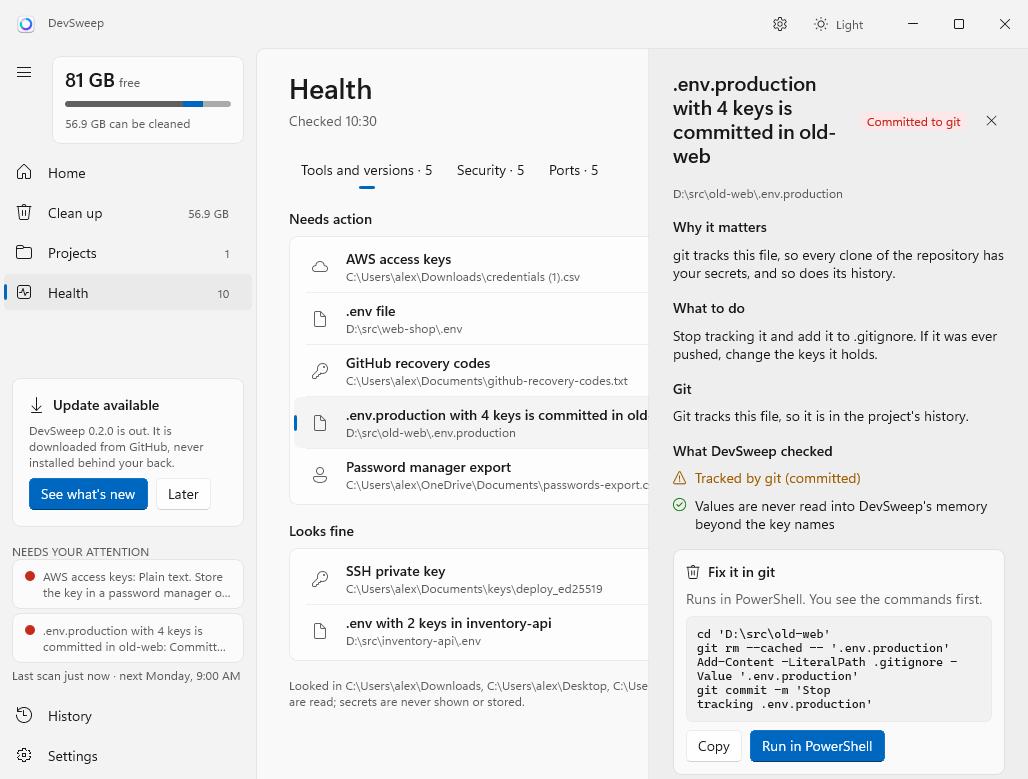 DevSweep
Light
81 GB free
56.9 GB can be cleaned
Home
Clean up 56.9 GB
Projects 1
Health 10
Update available
DevSweep 0.2.0 is out. It is
downloaded from GitHub, never
installed behind your back.
See what's new
Later
NEEDS YOUR ATTENTION
AWS access keys: Plain text. Store
the key in a password manager o...
.env.production with 4 keys is
committed in old-web: Committ...
Last scan just now · next Monday, 9:00 AM
History
Settings
Health
Checked 10:30
Tools and versions · 5
Security · 5
Ports · 5
Needs action
AWS access keys
C:\Users\alex\Downloads\credentials (1).csv
.env file
D:\src\web-shop\.env
GitHub recovery codes
C:\Users\alex\Documents\github-recovery-codes.txt
.env.production with 4 keys is committed in old-
D:\src\old-web\.env.production
Password manager export
C:\Users\alex\OneDrive\Documents\passwords-export.c
Looks fine
SSH private key
C:\Users\alex\Documents\keys\deploy_ed25519
.env with 2 keys in inventory-api
D:\src\inventory-api\.env
Looked in C:\Users\alex\Downloads, C:\Users\alex\Desktop, C:\Use
are read; secrets are never shown or stored.
.env.production
with 4 keys is
committed in old-
web
Committed to git
D:\src\old-web\.env.production
Why it matters
git tracks this file, so every clone of the repository has
your secrets, and so does its history.
What to do
Stop tracking it and add it to .gitignore. If it was ever
pushed, change the keys it holds.
Git
Git tracks this file, so it is in the project's history.
What DevSweep checked
Tracked by git (committed)
Values are never read into DevSweep's memory
beyond the key names
Fix it in git
Runs in PowerShell. You see the commands first.
cd 'D:\src\old-web'
git rm --cached -- '.env.production'
Add-Content -LiteralPath .gitignore -
Value '.env.production'
git commit -m 'Stop
tracking .env.production'
Copy
Run in PowerShell